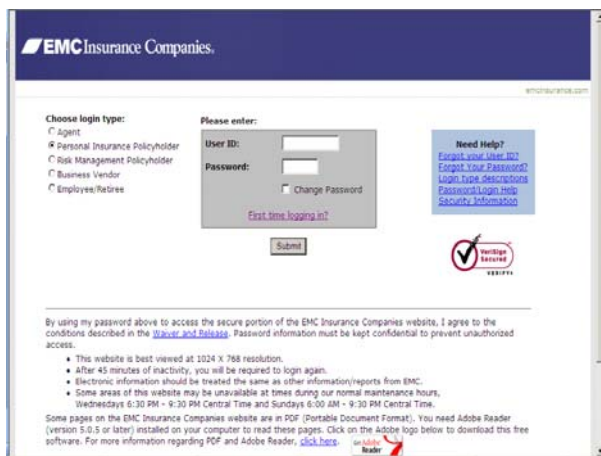 EMC Insurance Companies
emcinsurance.com
Choose login type:
Agent
Personal Insurance Policyholder
Risk Management Policyholder
Business Vendor
Employee/Retiree
Please enter:
User ID:
Password:
Change Password
First time logging in?
Submit
Need Help?
Forgot your User ID?
Forgot Your Password?
Login type descriptions
Password/Login Help
Security Information
VeriSign
Secured
VERIFY
By using my password above to access the secure portion of the EMC Insurance Companies website, I agree to the
conditions described in the Waiver and Release. Password information must be kept confidential to prevent unauthorized
access.
• This website is best viewed at 1024 X 768 resolution.
• After 45 minutes of inactivity, you will be required to login again.
• Electronic information should be treated the same as other information/reports from EMC.
• Some areas of this website may be unavailable at times during our normal maintenance hours,
Wednesdays 6:30 PM - 9:30 PM Central Time and Sundays 6:00 AM - 9:30 PM Central Time.
Some pages on the EMC Insurance Companies website are in PDF (Portable Document Format). You need Adobe Reader
(version 5.0.5 or later) installed on your computer to read these pages. Click on the Adobe logo below to download this free
software. For more information regarding PDF and Adobe Reader, click here.
Get Adobe
Reader